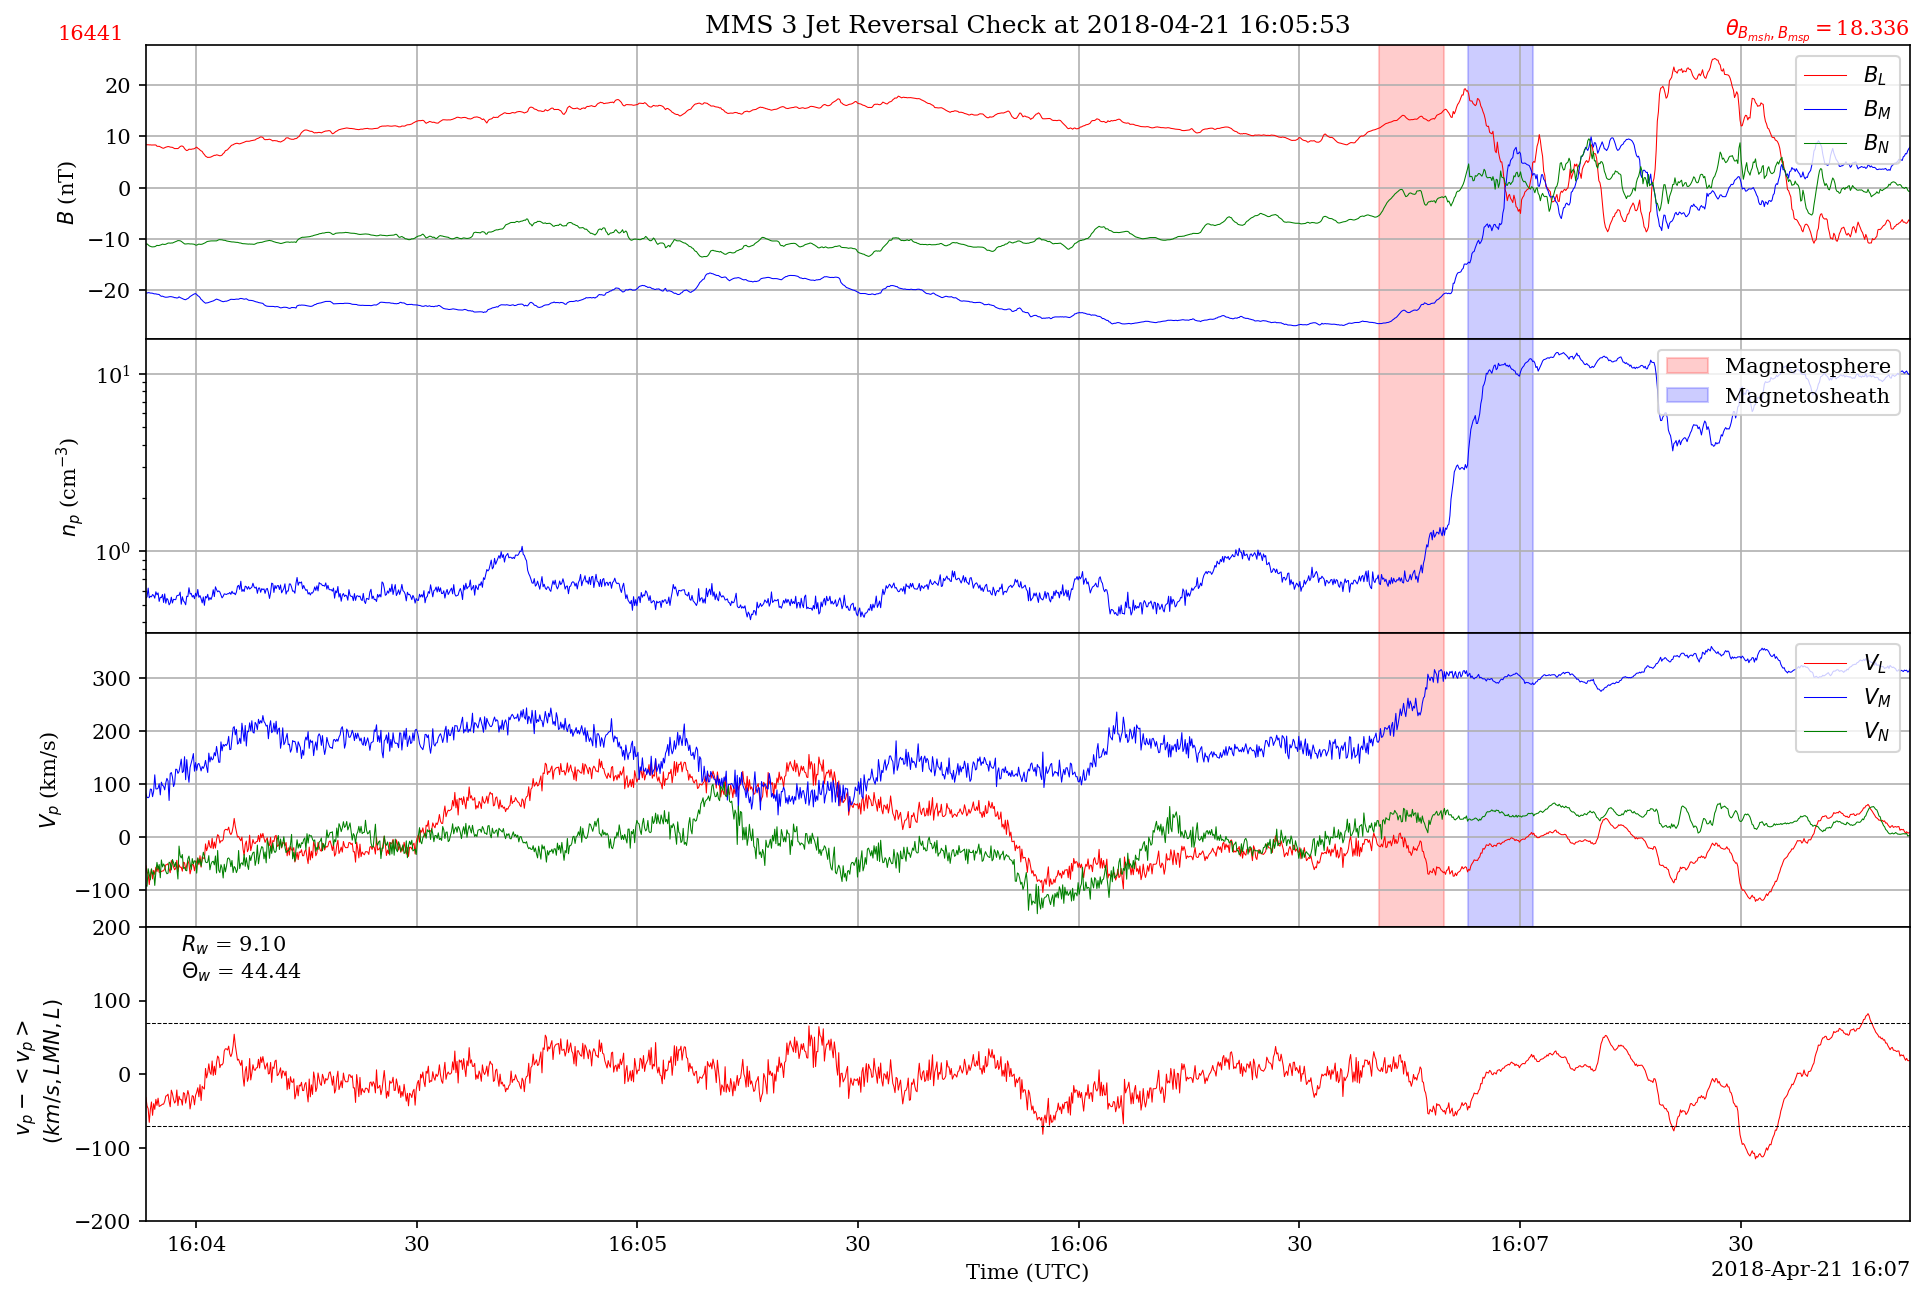 16441
MMS 3 Jet Reversal Check at 2018-04-21 16:05:53
θ_{B_{msh}, B_{msp}} = 18.336
20
10
0
−10
−20
B (nT)
B_L
B_M
B_N
10^1
10^0
n_p (cm^{−3})
Magnetosphere
Magnetosheath
300
200
100
0
−100
V_p (km/s)
V_L
V_M
V_N
200
100
0
−100
−200
v_p − < v_p >
(km/s, LMN, L)
R_w = 9.10
Θ_w = 44.44
16:04
30
16:05
30
16:06
30
16:07
30
Time (UTC)
2018-Apr-21 16:07